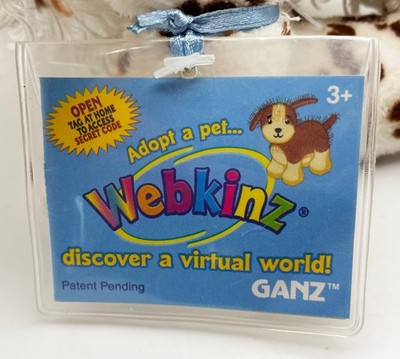 OPEN
TAG AT HOME
TO ACCESS
SECRET CODE
3+
Adopt a pet...
Webkinz®
discover a virtual world!
Patent Pending
GANZ™